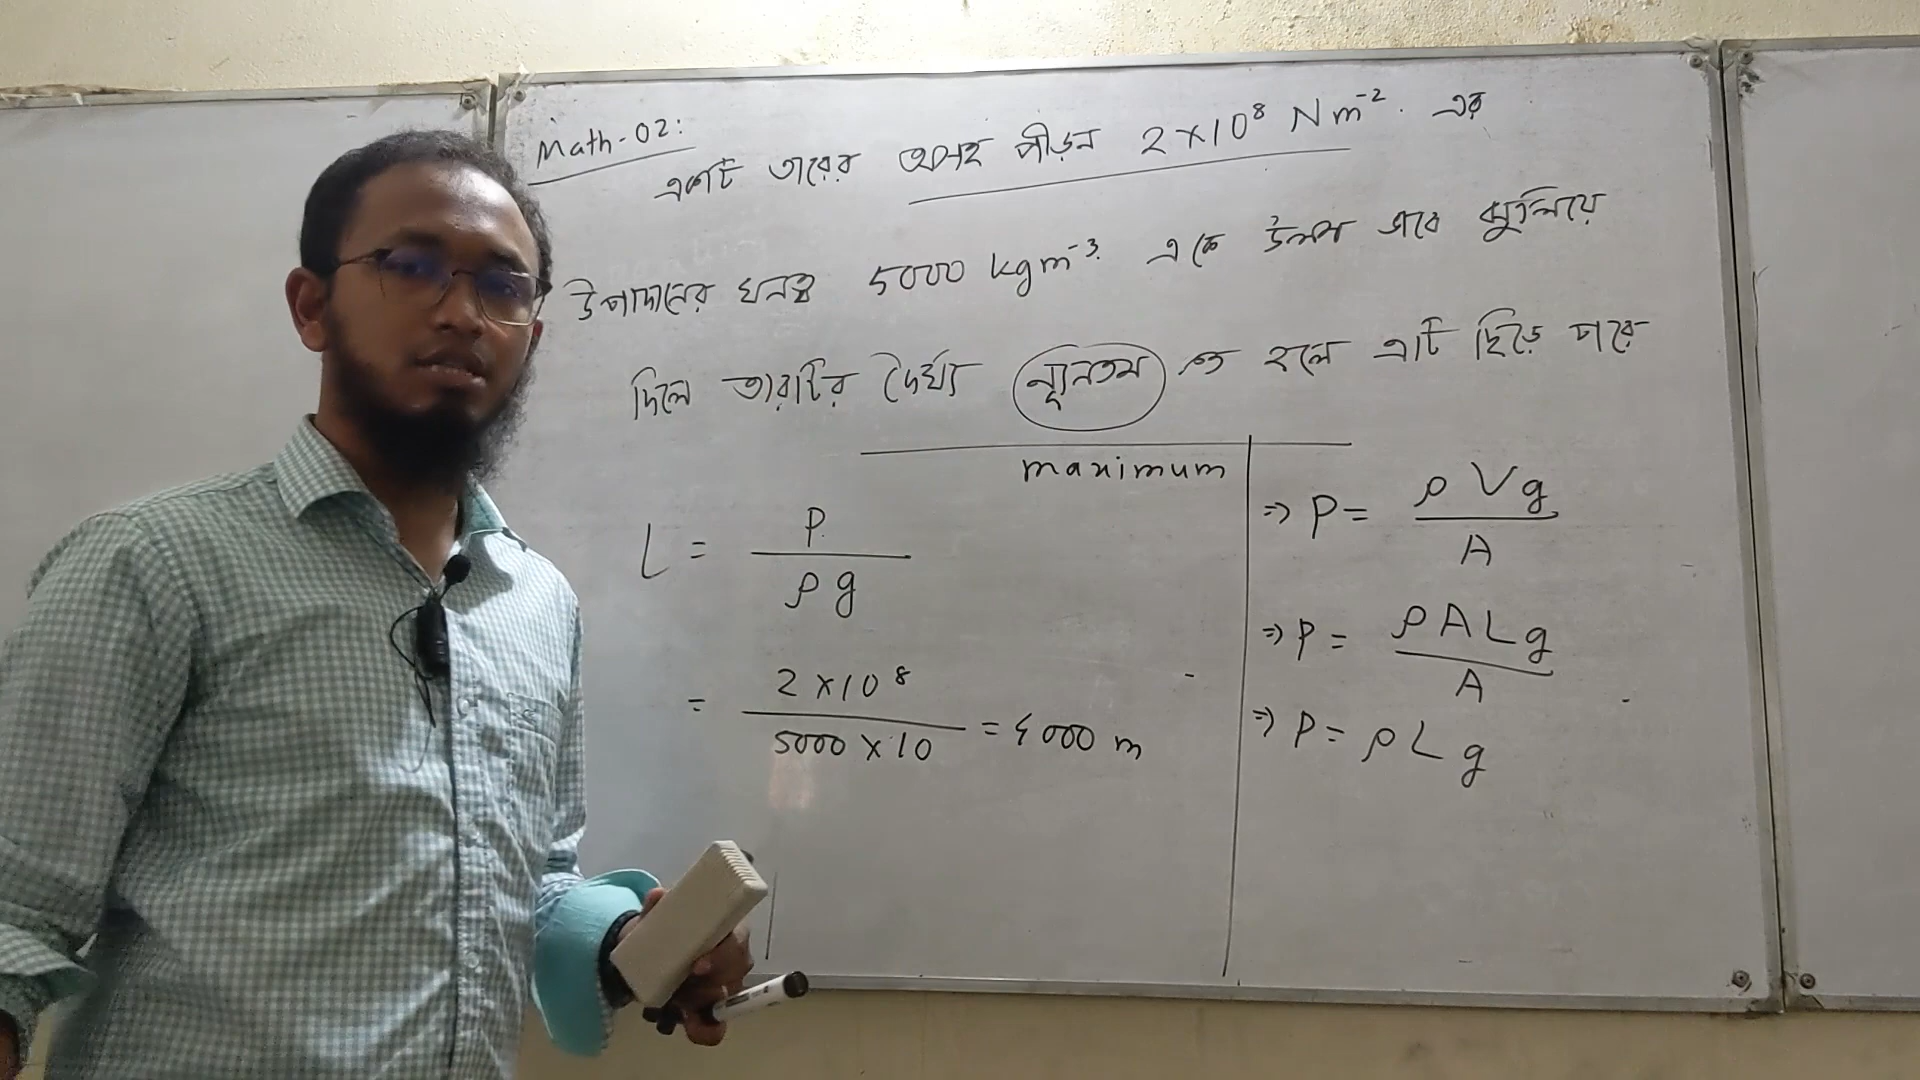 Math-02:
একটি তারের অসহ পীড়ন 2×10⁸ Nm⁻². এর
উপাদানের ঘনত্ব 5000 kgm⁻³. একে উলম্ব ভাবে ঝুলিয়ে
দিলে তারটির দৈর্ঘ্য ন্যূনতম কত হলে এটি ছিড়ে যাবে
maximum
L = P / ρg
= 2×10⁸ / 5000×10 = 4000 m
⇒ P = ρVg / A
⇒ P = ρALg / A
⇒ P = ρLg